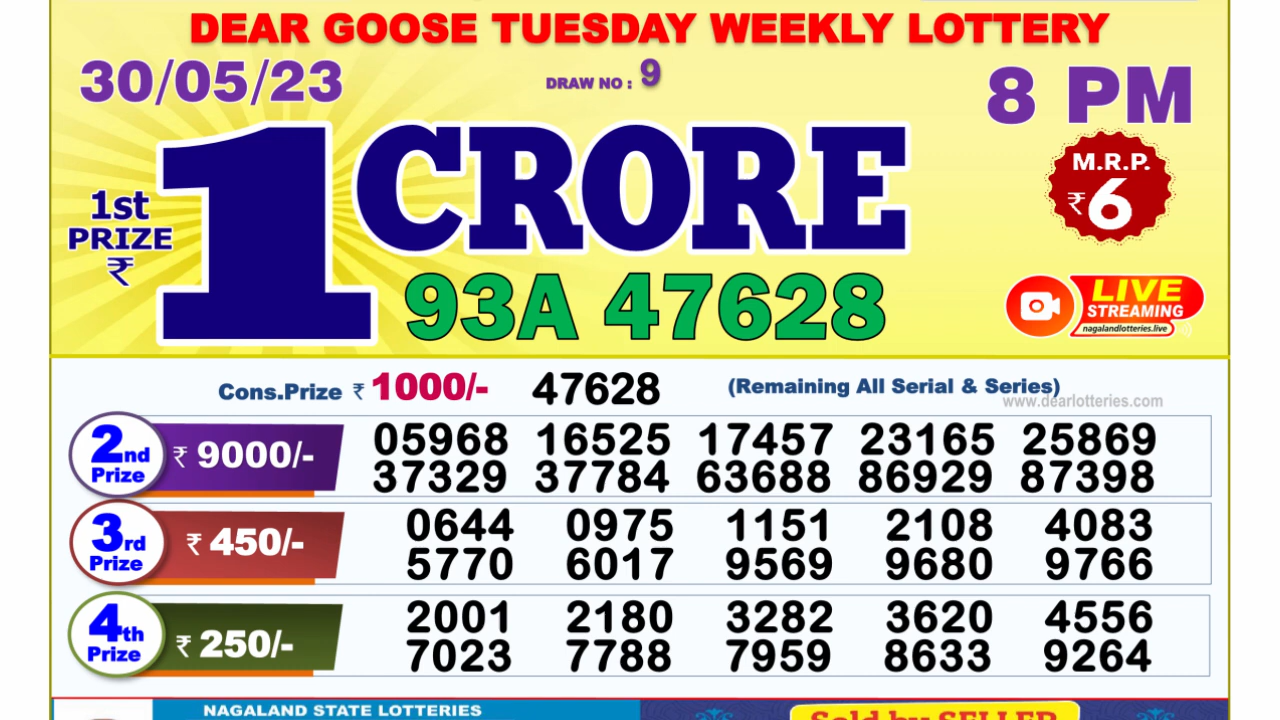 DEAR GOOSE TUESDAY WEEKLY LOTTERY
30/05/23
DRAW NO : 9
8 PM
1st
PRIZE
₹
1 CRORE
M.R.P.
₹ 6
93A 47628
LIVE
STREAMING
nagalandlotteries.live
Cons.Prize ₹ 1000/- 47628 (Remaining All Serial & Series)
www.dearlotteries.com
2nd
Prize
₹ 9000/-
05968 16525 17457 23165 25869
37329 37784 63688 86929 87398
3rd
Prize
₹ 450/-
0644 0975 1151 2108 4083
5770 6017 9569 9680 9766
4th
Prize
₹ 250/-
2001 2180 3282 3620 4556
7023 7788 7959 8633 9264
NAGALAND STATE LOTTERIES
Sold by SELLER